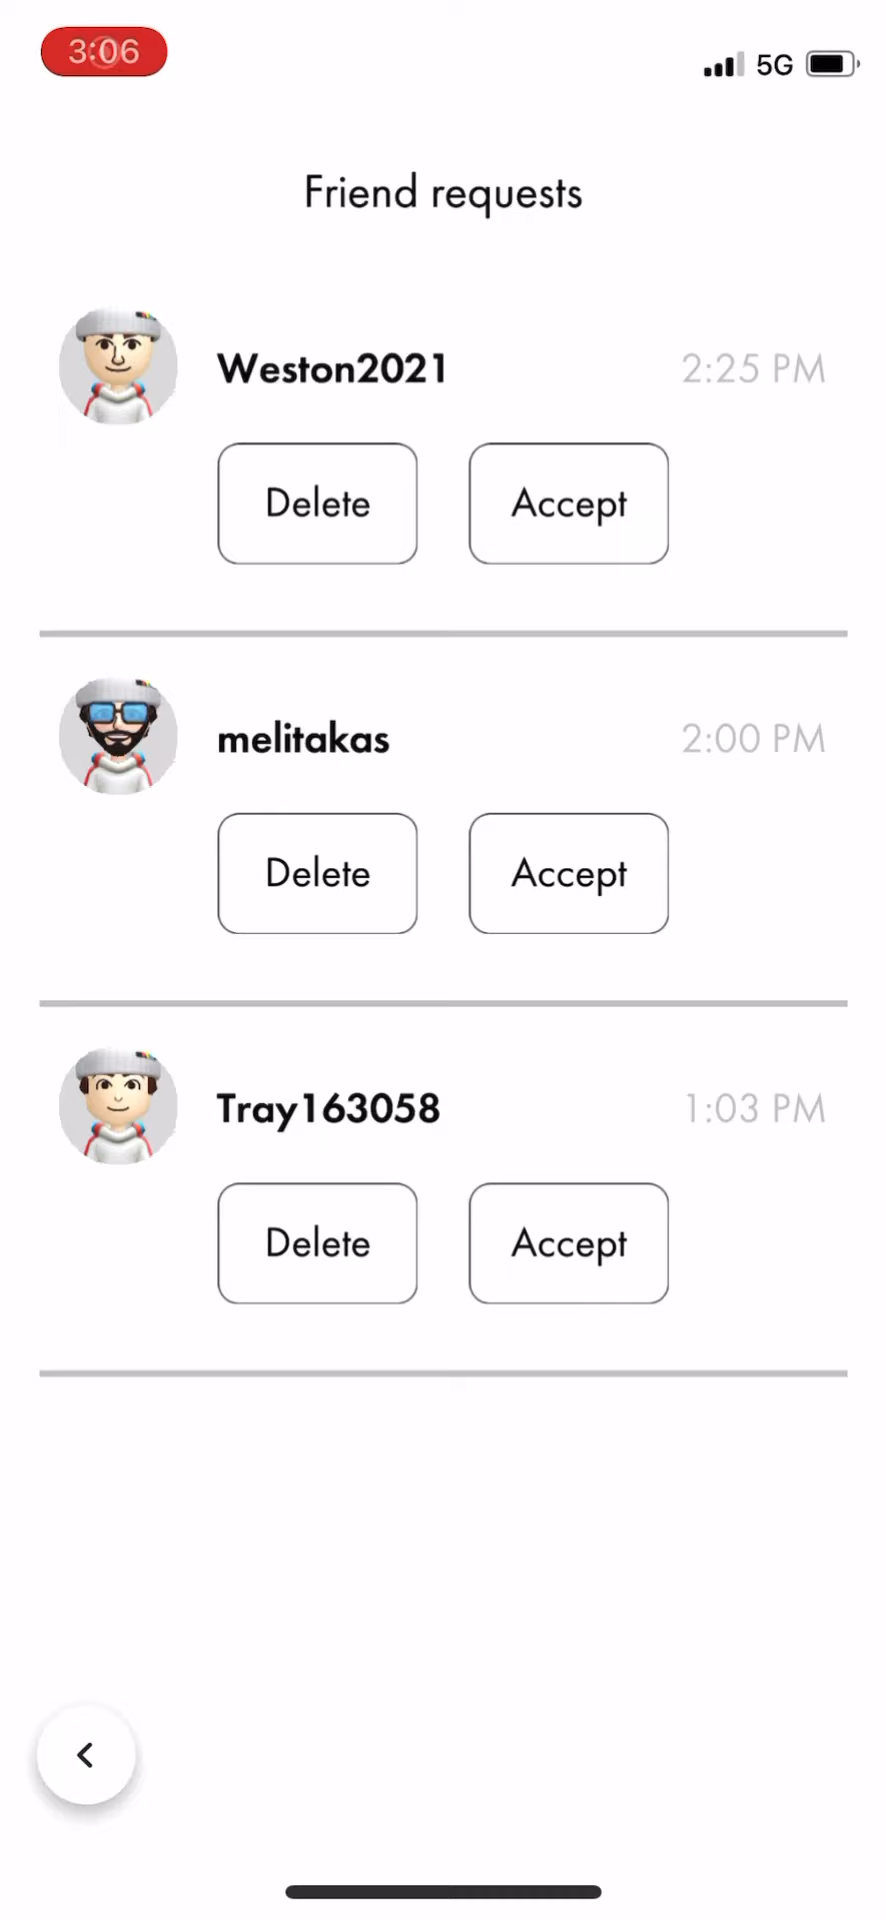 3:06
5G
Friend requests
Weston2021 2:25 PM
Delete Accept
melitakas 2:00 PM
Delete Accept
Tray163058 1:03 PM
Delete Accept